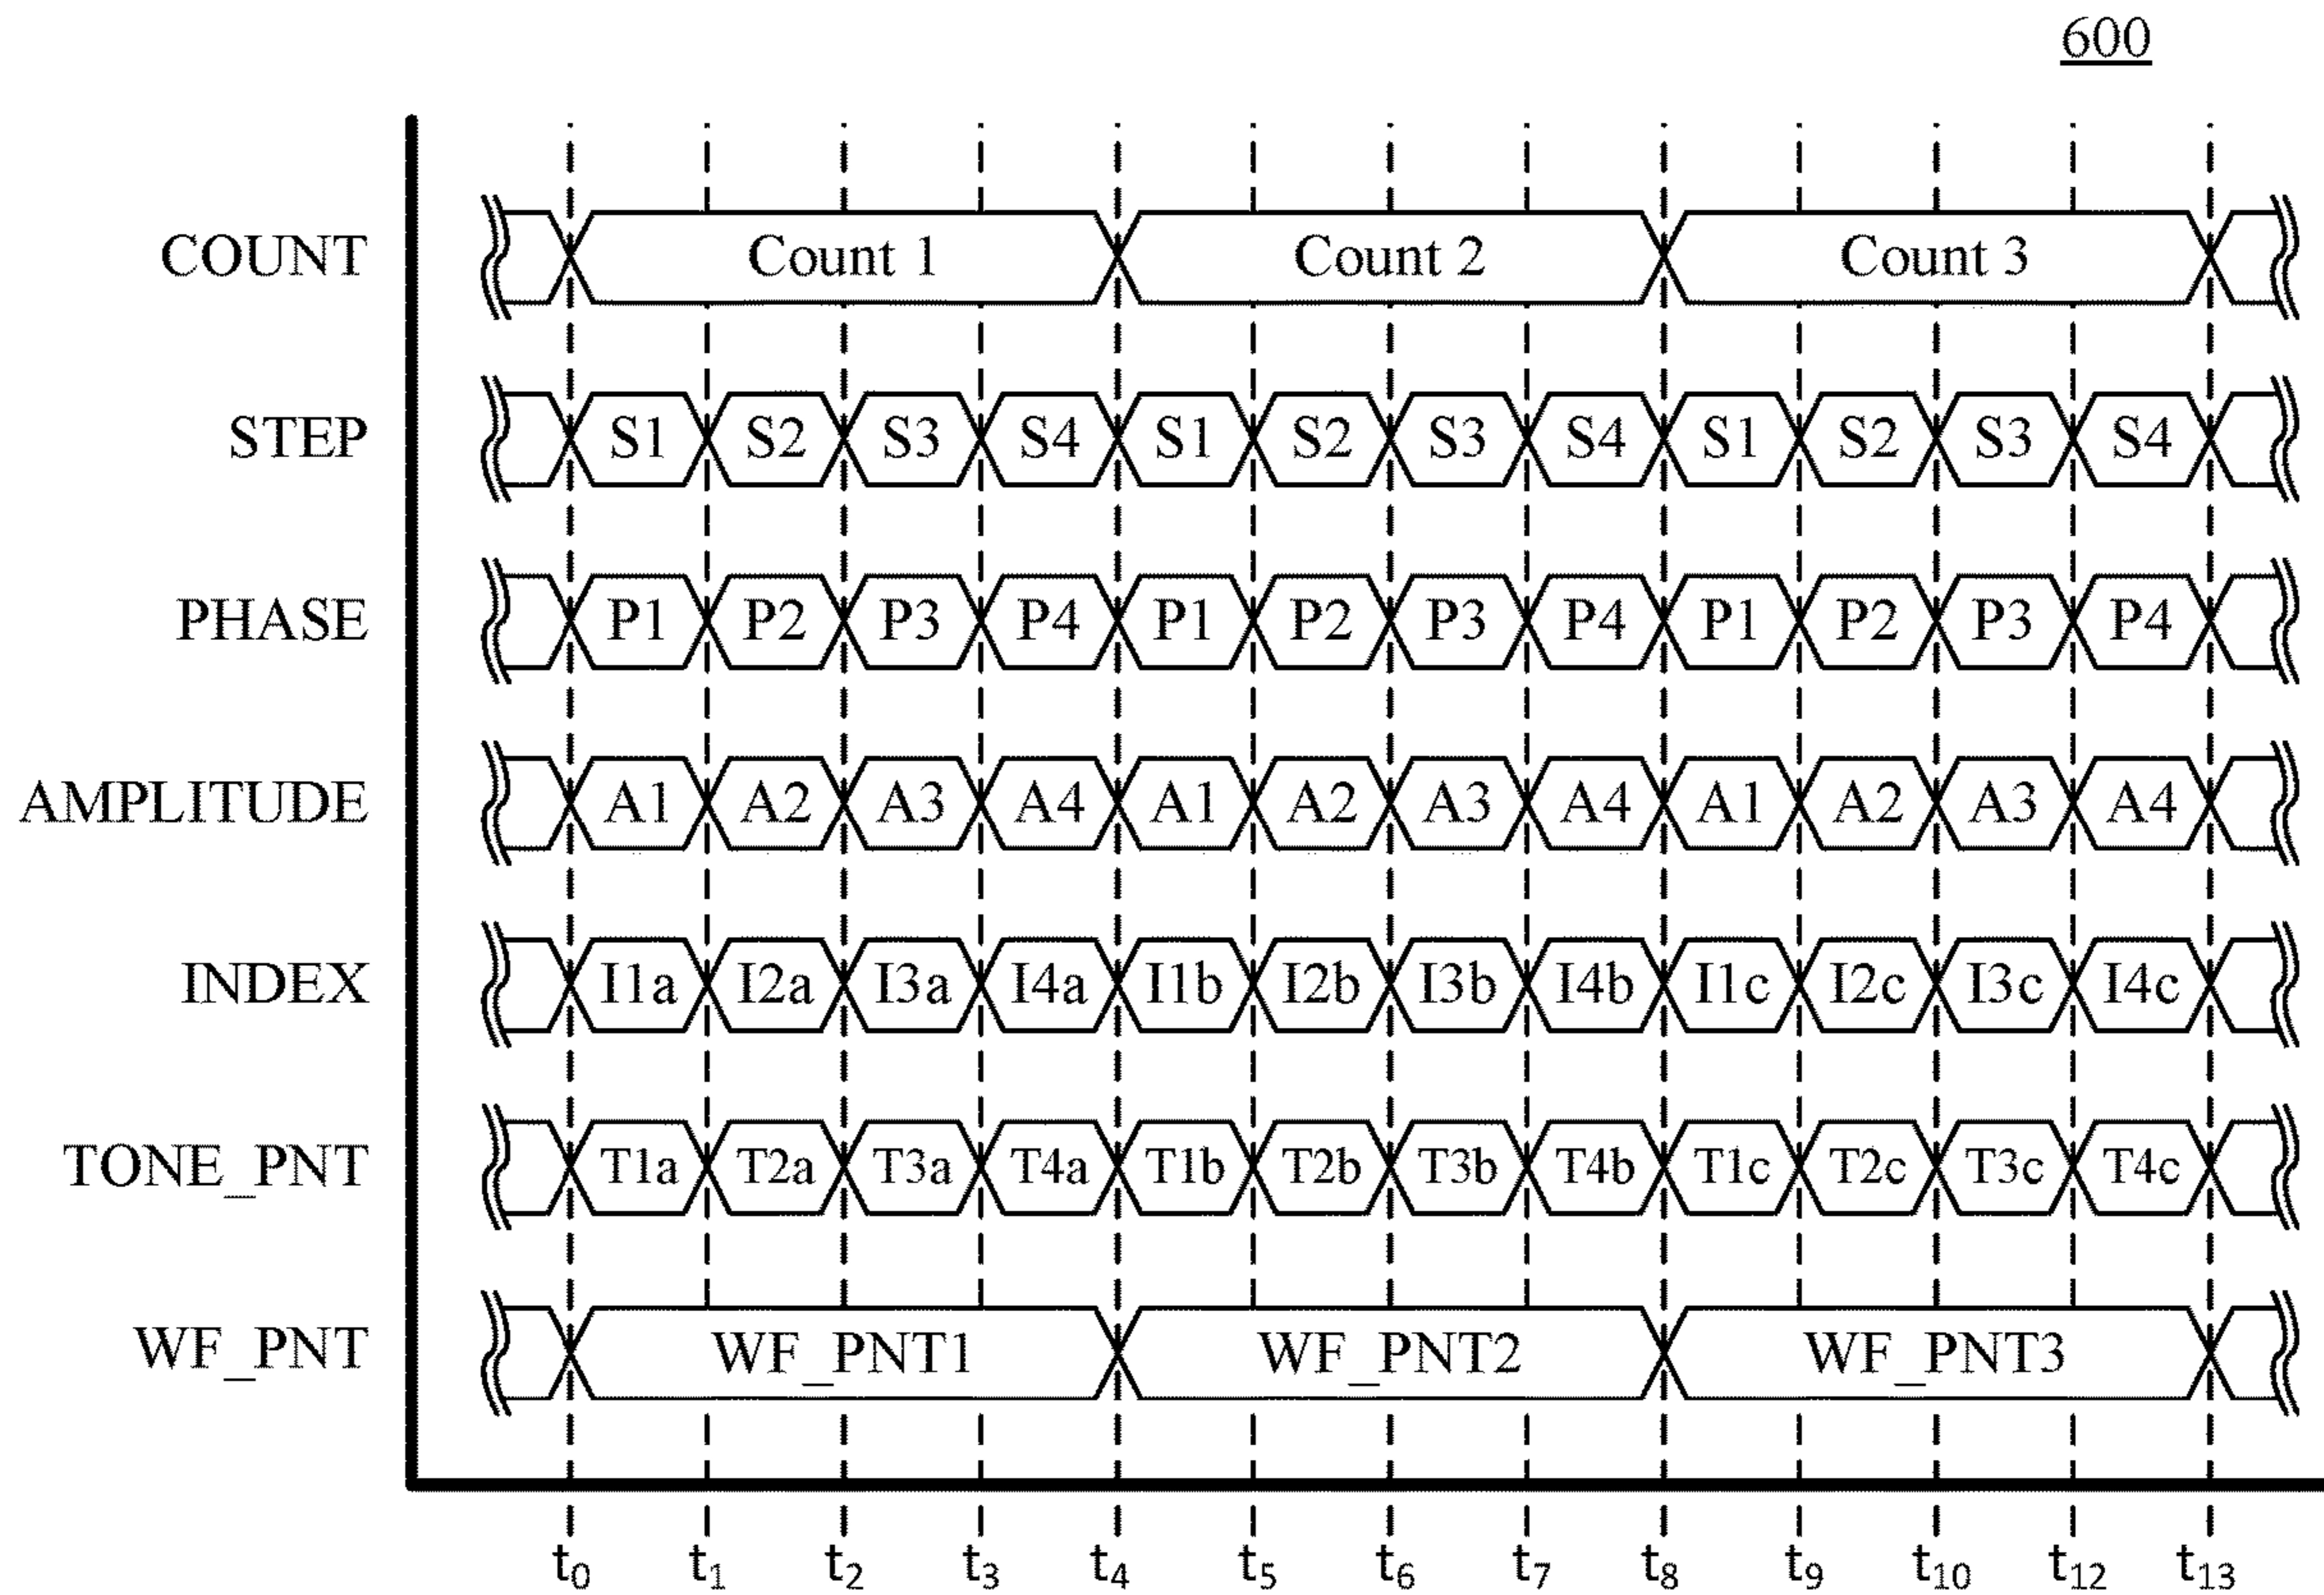 600
COUNT Count 1 Count 2 Count 3
STEP S1 S2 S3 S4 S1 S2 S3 S4 S1 S2 S3 S4
PHASE P1 P2 P3 P4 P1 P2 P3 P4 P1 P2 P3 P4
AMPLITUDE A1 A2 A3 A4 A1 A2 A3 A4 A1 A2 A3 A4
INDEX I1a I2a I3a I4a I1b I2b I3b I4b I1c I2c I3c I4c
TONE_PNT T1a T2a T3a T4a T1b T2b T3b T4b T1c T2c T3c T4c
WF_PNT WF_PNT1 WF_PNT2 WF_PNT3
t0 t1 t2 t3 t4 t5 t6 t7 t8 t9 t10 t12 t13